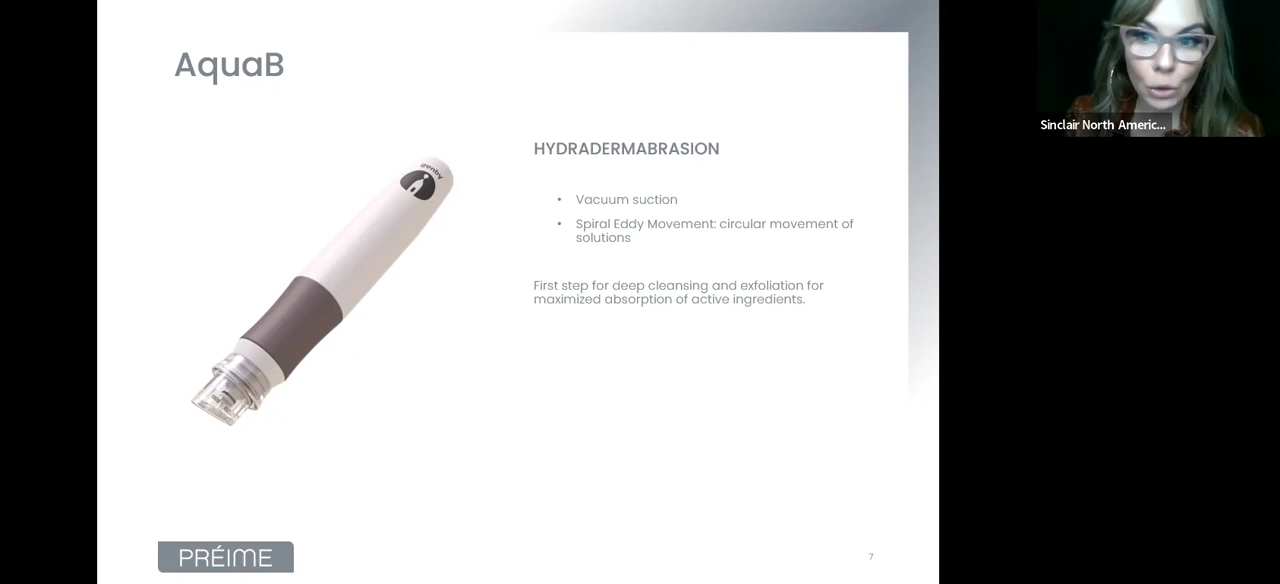 AquaB
aquab
HYDRADERMABRASION
• Vacuum suction
• Spiral Eddy Movement: circular movement of
solutions
First step for deep cleansing and exfoliation for
maximized absorption of active ingredients.
PRÉIME
7
Sinclair North Americ...